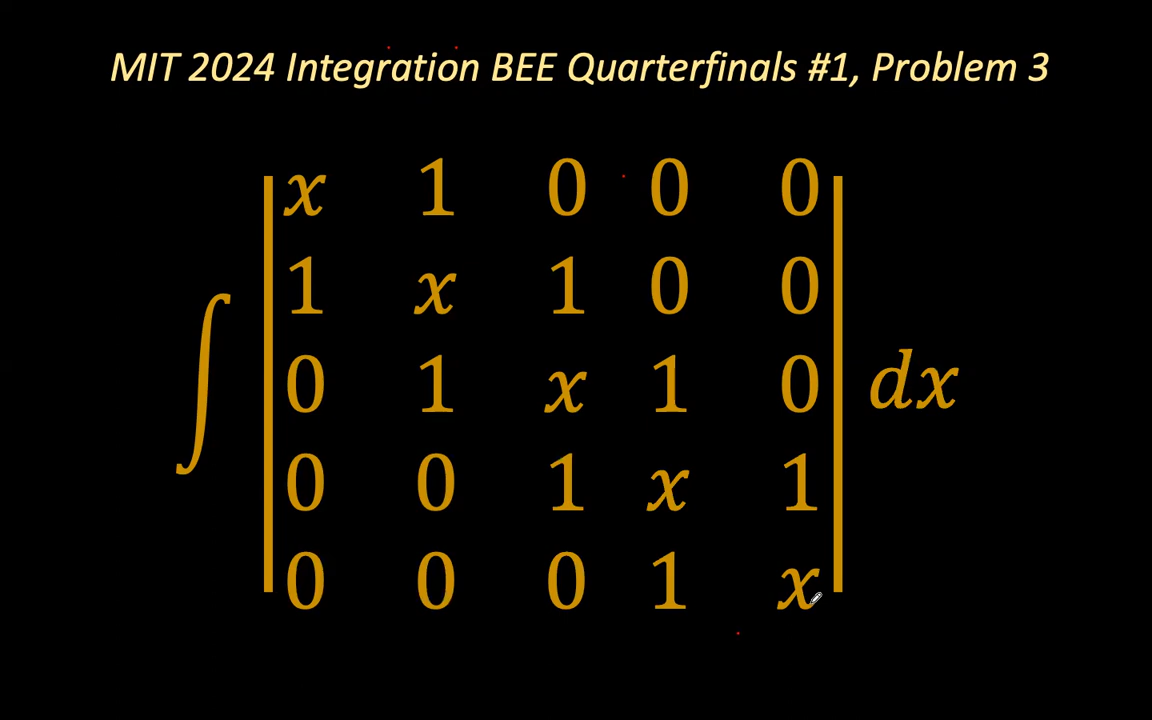 MIT 2024 Integration BEE Quarterfinals #1, Problem 3
x 1 0 0 0
1 x 1 0 0
∫ 0 1 x 1 0 dx
0 0 1 x 1
0 0 0 1 x